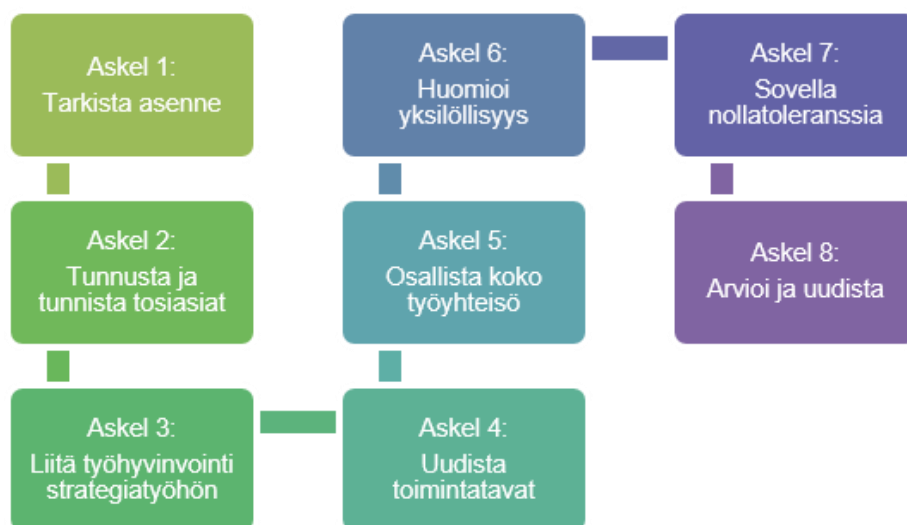 Askel 1:
Tarkista asenne
Askel 2:
Tunnusta ja
tunnista tosiasiat
Askel 3:
Liitä työhyvinvointi
strategiatyöhön
Askel 4:
Uudista
toimintatavat
Askel 5:
Osallista koko
työyhteisö
Askel 6:
Huomioi
yksilöllisyys
Askel 7:
Sovella
nollatoleranssia
Askel 8:
Arvioi ja uudista